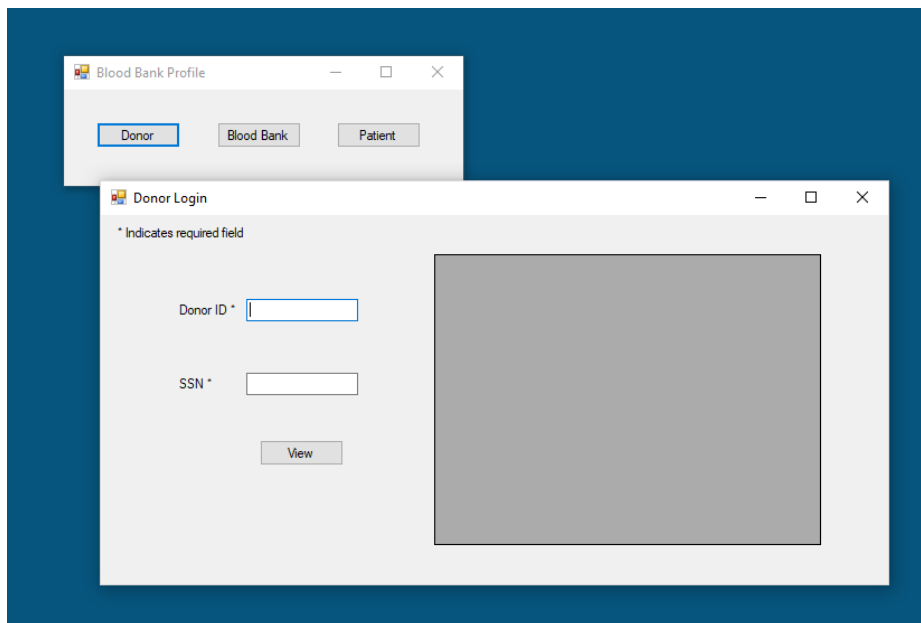 Blood Bank Profile
Donor Blood Bank Patient
Donor Login
* Indicates required field
Donor ID *
SSN *
View